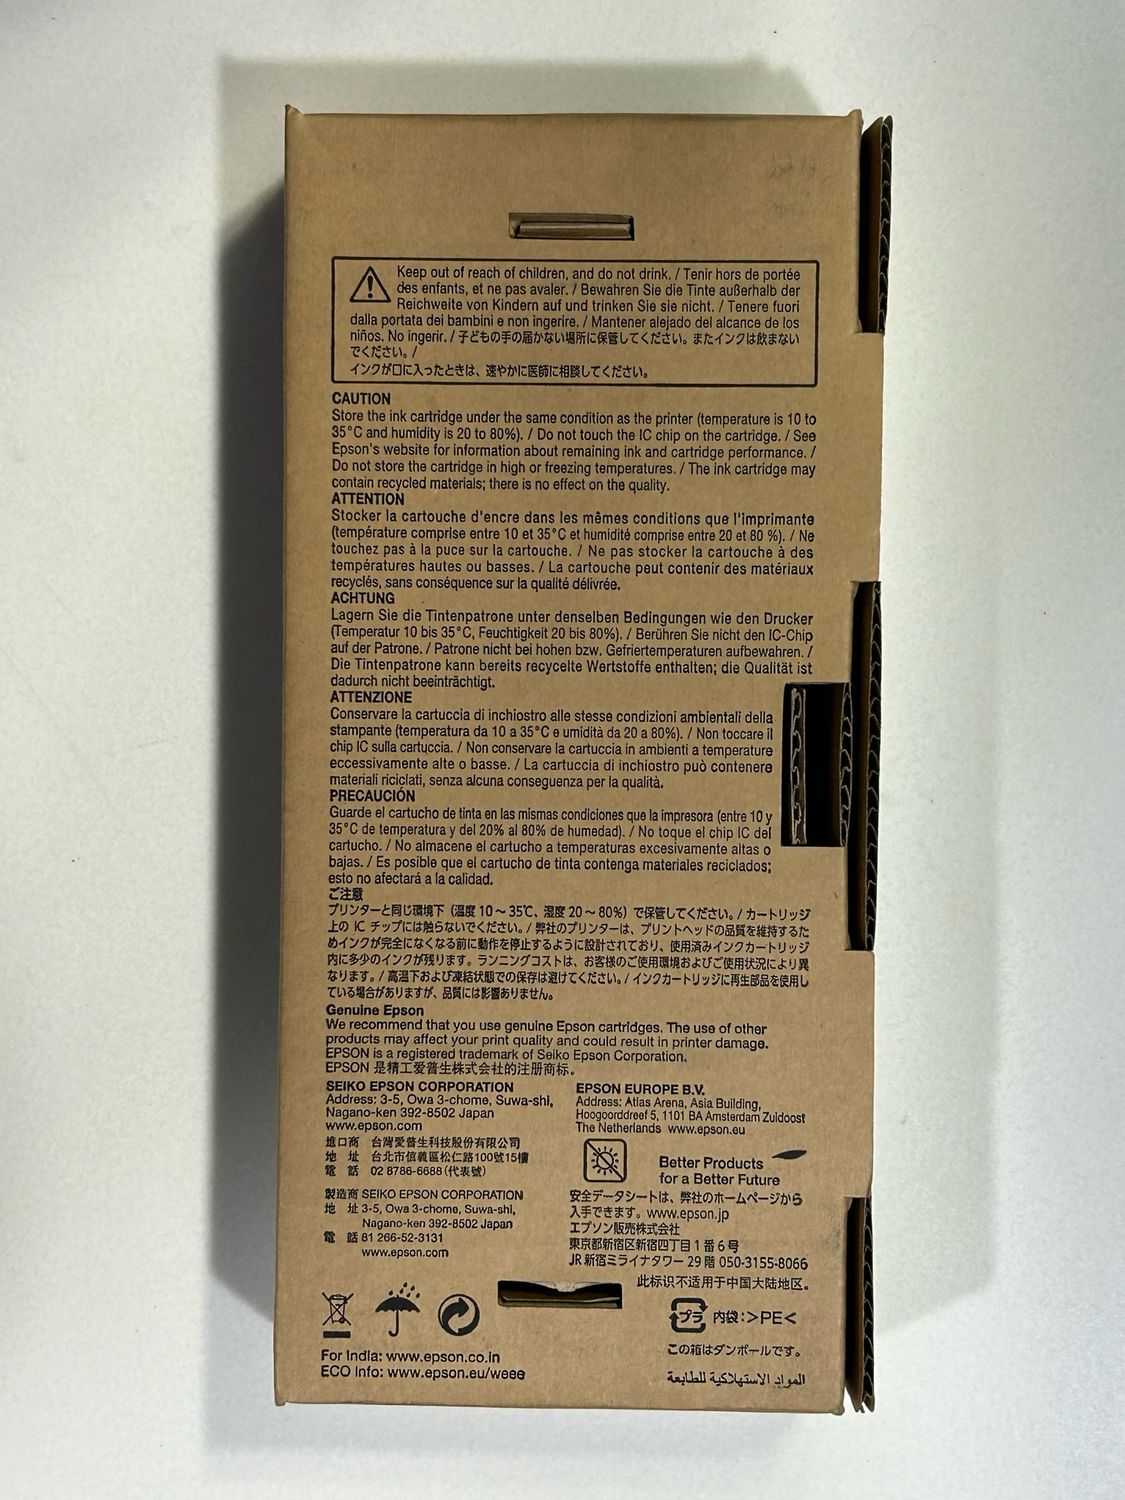 Keep out of reach of children, and do not drink. / Tenir hors de portée
des enfants, et ne pas avaler. / Bewahren Sie die Tinte außerhalb der
Reichweite von Kindern auf und trinken Sie sie nicht. / Tenere fuori
dalla portata dei bambini e non ingerire. / Mantener alejado del alcance de los
niños. No ingerir. / 子どもの手の届かない場所に保管してください。またインクは飲まない
でください。/
インクが口に入ったときは、速やかに医師に相談してください。
CAUTION
Store the ink cartridge under the same condition as the printer (temperature is 10 to
35°C and humidity is 20 to 80%). / Do not touch the IC chip on the cartridge. / See
Epson's website for information about remaining ink and cartridge performance. /
Do not store the cartridge in high or freezing temperatures. / The ink cartridge may
contain recycled materials; there is no effect on the quality.
ATTENTION
Stocker la cartouche d'encre dans les mêmes conditions que l'imprimante
(température comprise entre 10 et 35°C et humidité comprise entre 20 et 80 %). / Ne
touchez pas à la puce sur la cartouche. / Ne pas stocker la cartouche à des
températures hautes ou basses. / La cartouche peut contenir des matériaux
recyclés, sans conséquence sur la qualité délivrée.
ACHTUNG
Lagern Sie die Tintenpatrone unter denselben Bedingungen wie den Drucker
(Temperatur 10 bis 35°C, Feuchtigkeit 20 bis 80%). / Berühren Sie nicht den IC-Chip
auf der Patrone. / Patrone nicht bei hohen bzw. Gefriertemperaturen aufbewahren. /
Die Tintenpatrone kann bereits recycelte Wertstoffe enthalten; die Qualität ist
dadurch nicht beeinträchtigt.
ATTENZIONE
Conservare la cartuccia di inchiostro alle stesse condizioni ambientali della
stampante (temperatura da 10 a 35°C e umidità da 20 a 80%). / Non toccare il
chip IC sulla cartuccia. / Non conservare la cartuccia in ambienti a temperature
eccessivamente alte o basse. / La cartuccia di inchiostro può contenere
materiali riciclati, senza alcuna conseguenza per la qualità.
PRECAUCIÓN
Guarde el cartucho de tinta en las mismas condiciones que la impresora (entre 10 y
35°C de temperatura y del 20% al 80% de humedad). / No toque el chip IC del
cartucho. / No almacene el cartucho a temperaturas excesivamente altas o
bajas. / Es posible que el cartucho de tinta contenga materiales reciclados;
esto no afectará a la calidad.
ご注意
プリンターと同じ環境下（温度 10～35℃、湿度 20～80%）で保管してください。/ カートリッジ
上の IC チップには触らないでください。/ 弊社のプリンターは、プリントヘッドの品質を維持するた
めインクが完全になくなる前に動作を停止するように設計されており、使用済みインクカートリッジ
内に多少のインクが残ります。ランニングコストは、お客様のご使用環境およびご使用状況により異
なります。/ 高温下および凍結状態での保存は避けてください。/ インクカートリッジに再生部品を使用し
ている場合がありますが、品質には影響ありません。
Genuine Epson
We recommend that you use genuine Epson cartridges. The use of other
products may affect your print quality and could result in printer damage.
EPSON is a registered trademark of Seiko Epson Corporation.
EPSON 是精工爱普生株式会社的注册商标。
SEIKO EPSON CORPORATION
Address: 3-5, Owa 3-chome, Suwa-shi,
Nagano-ken 392-8502 Japan
www.epson.com
EPSON EUROPE B.V.
Address: Atlas Arena, Asia Building,
Hoogoorddreef 5, 1101 BA Amsterdam Zuidoost
The Netherlands www.epson.eu
進口商 台灣愛普生科技股份有限公司
地 址 台北市信義區松仁路100號15樓
電 話 02 8786-6688 (代表號)
Better Products
for a Better Future
製造商 SEIKO EPSON CORPORATION
地 址 3-5, Owa 3-chome, Suwa-shi,
Nagano-ken 392-8502 Japan
電 話 81 266-52-3131
www.epson.com
安全データシートは、弊社のホームページから
入手できます。www.epson.jp
エプソン販売株式会社
東京都新宿区新宿四丁目1番6号
JR 新宿ミライナタワー 29 階 050-3155-8066
此标识不适用于中国大陆地区。
プラ 内袋：>PE<
この箱はダンボールです。
For India: www.epson.co.in
ECO Info: www.epson.eu/weee
المواد الاستهلاكية للطابعة